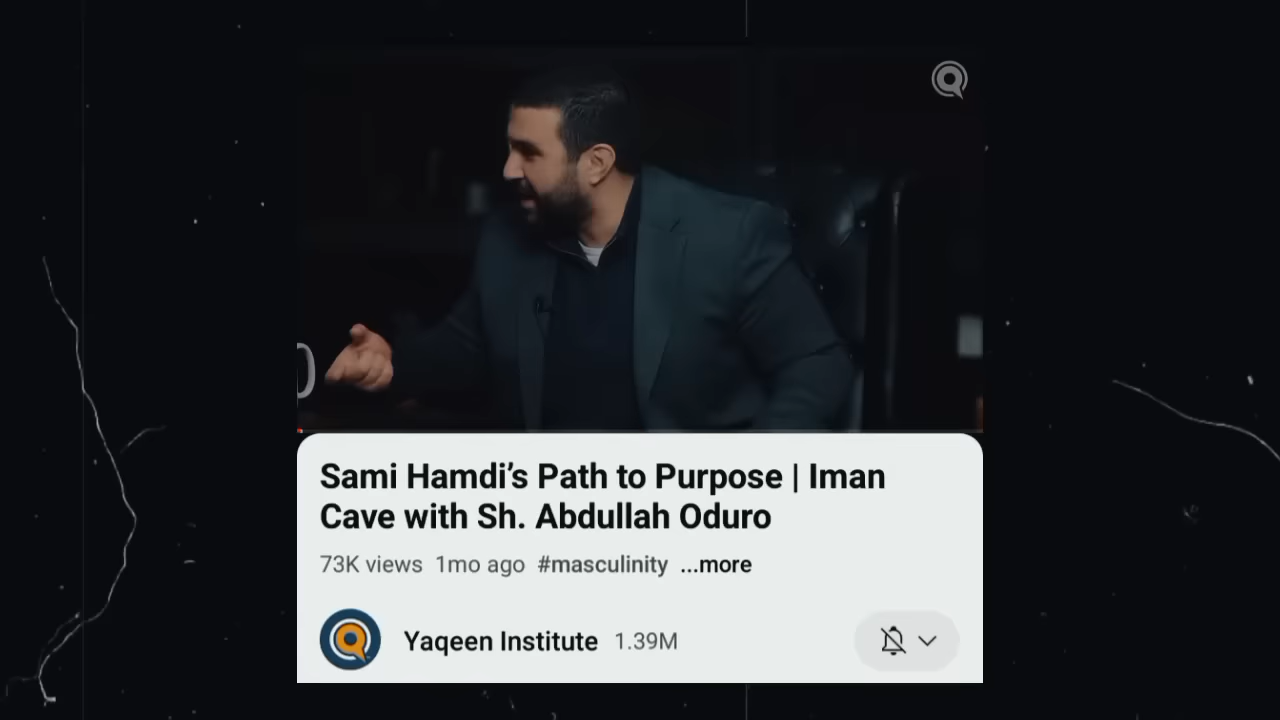 Sami Hamdi’s Path to Purpose | Iman
Cave with Sh. Abdullah Oduro
73K views 1mo ago #masculinity ...more
Yaqeen Institute 1.39M